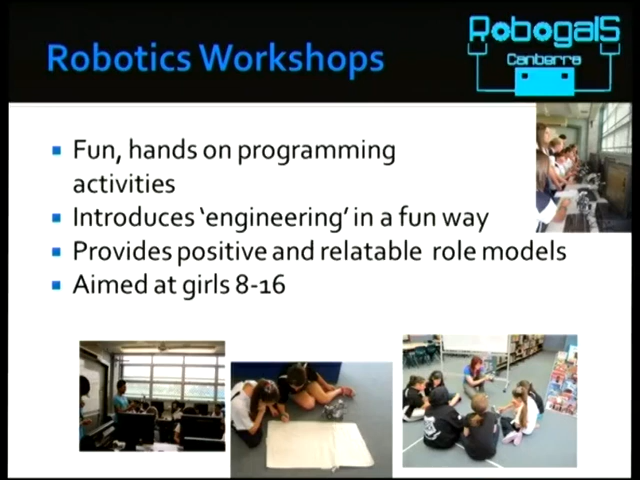 Robotics Workshops
Robogals
Canberra
Fun, hands on programming
activities
Introduces ‘engineering’ in a fun way
Provides positive and relatable role models
Aimed at girls 8-16